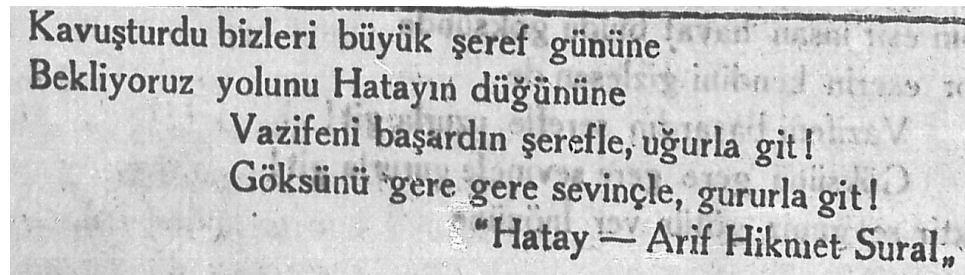 Kavuşturdu bizleri büyük şeref gününe
Bekliyoruz yolunu Hatayın düğününe
Vazifeni başardın şerefle, uğurla git!
Göksünü gere gere sevinçle, gururla git!
“Hatay — Arif Hikmet Sural„